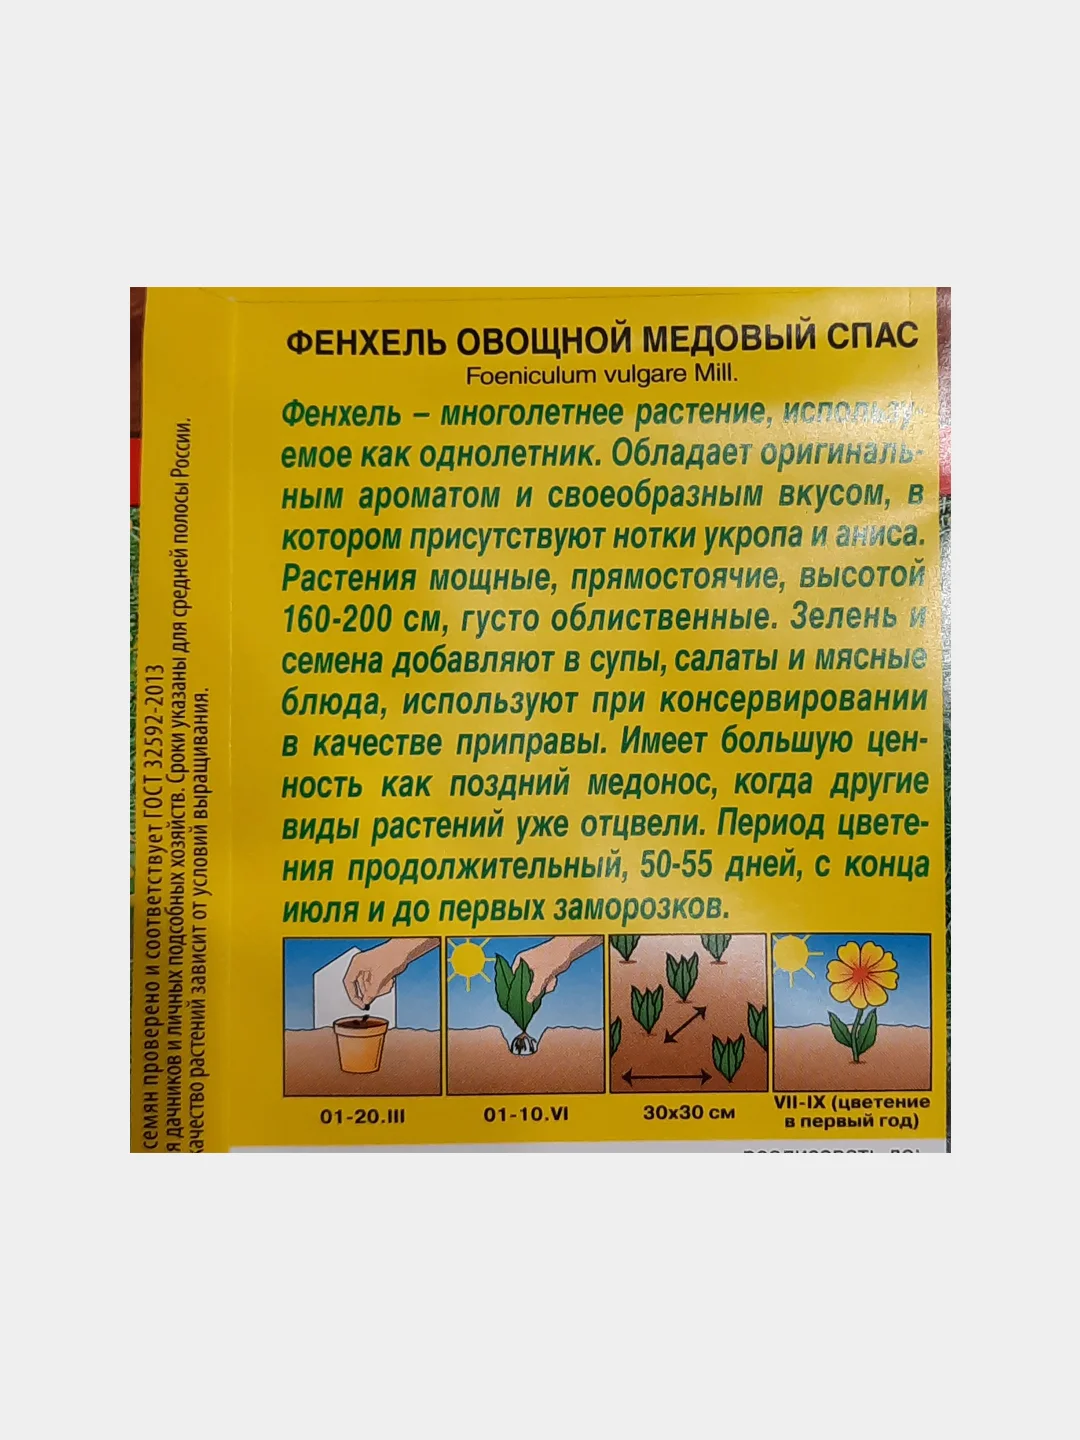 ФЕНХЕЛЬ ОВОЩНОЙ МЕДОВЫЙ СПАС
Foeniculum vulgare Mill.
Фенхель – многолетнее растение, использу-
емое как однолетник. Обладает оригиналь-
ным ароматом и своеобразным вкусом, в
котором присутствуют нотки укропа и аниса.
Растения мощные, прямостоячие, высотой
160-200 см, густо облиственные. Зелень и
семена добавляют в супы, салаты и мясные
блюда, используют при консервировании
в качестве приправы. Имеет большую цен-
ность как поздний медонос, когда другие
виды растений уже отцвели. Период цвете-
ния продолжительный, 50-55 дней, с конца
июля и до первых заморозков.
01-20.III
01-10.VI
30х30 см
VII-IX (цветение
в первый год)
семян проверено и соответствует ГОСТ 32592-2013
я дачников и личных подсобных хозяйств. Сроки указаны для средней полосы России.
качество растений зависит от условий выращивания.